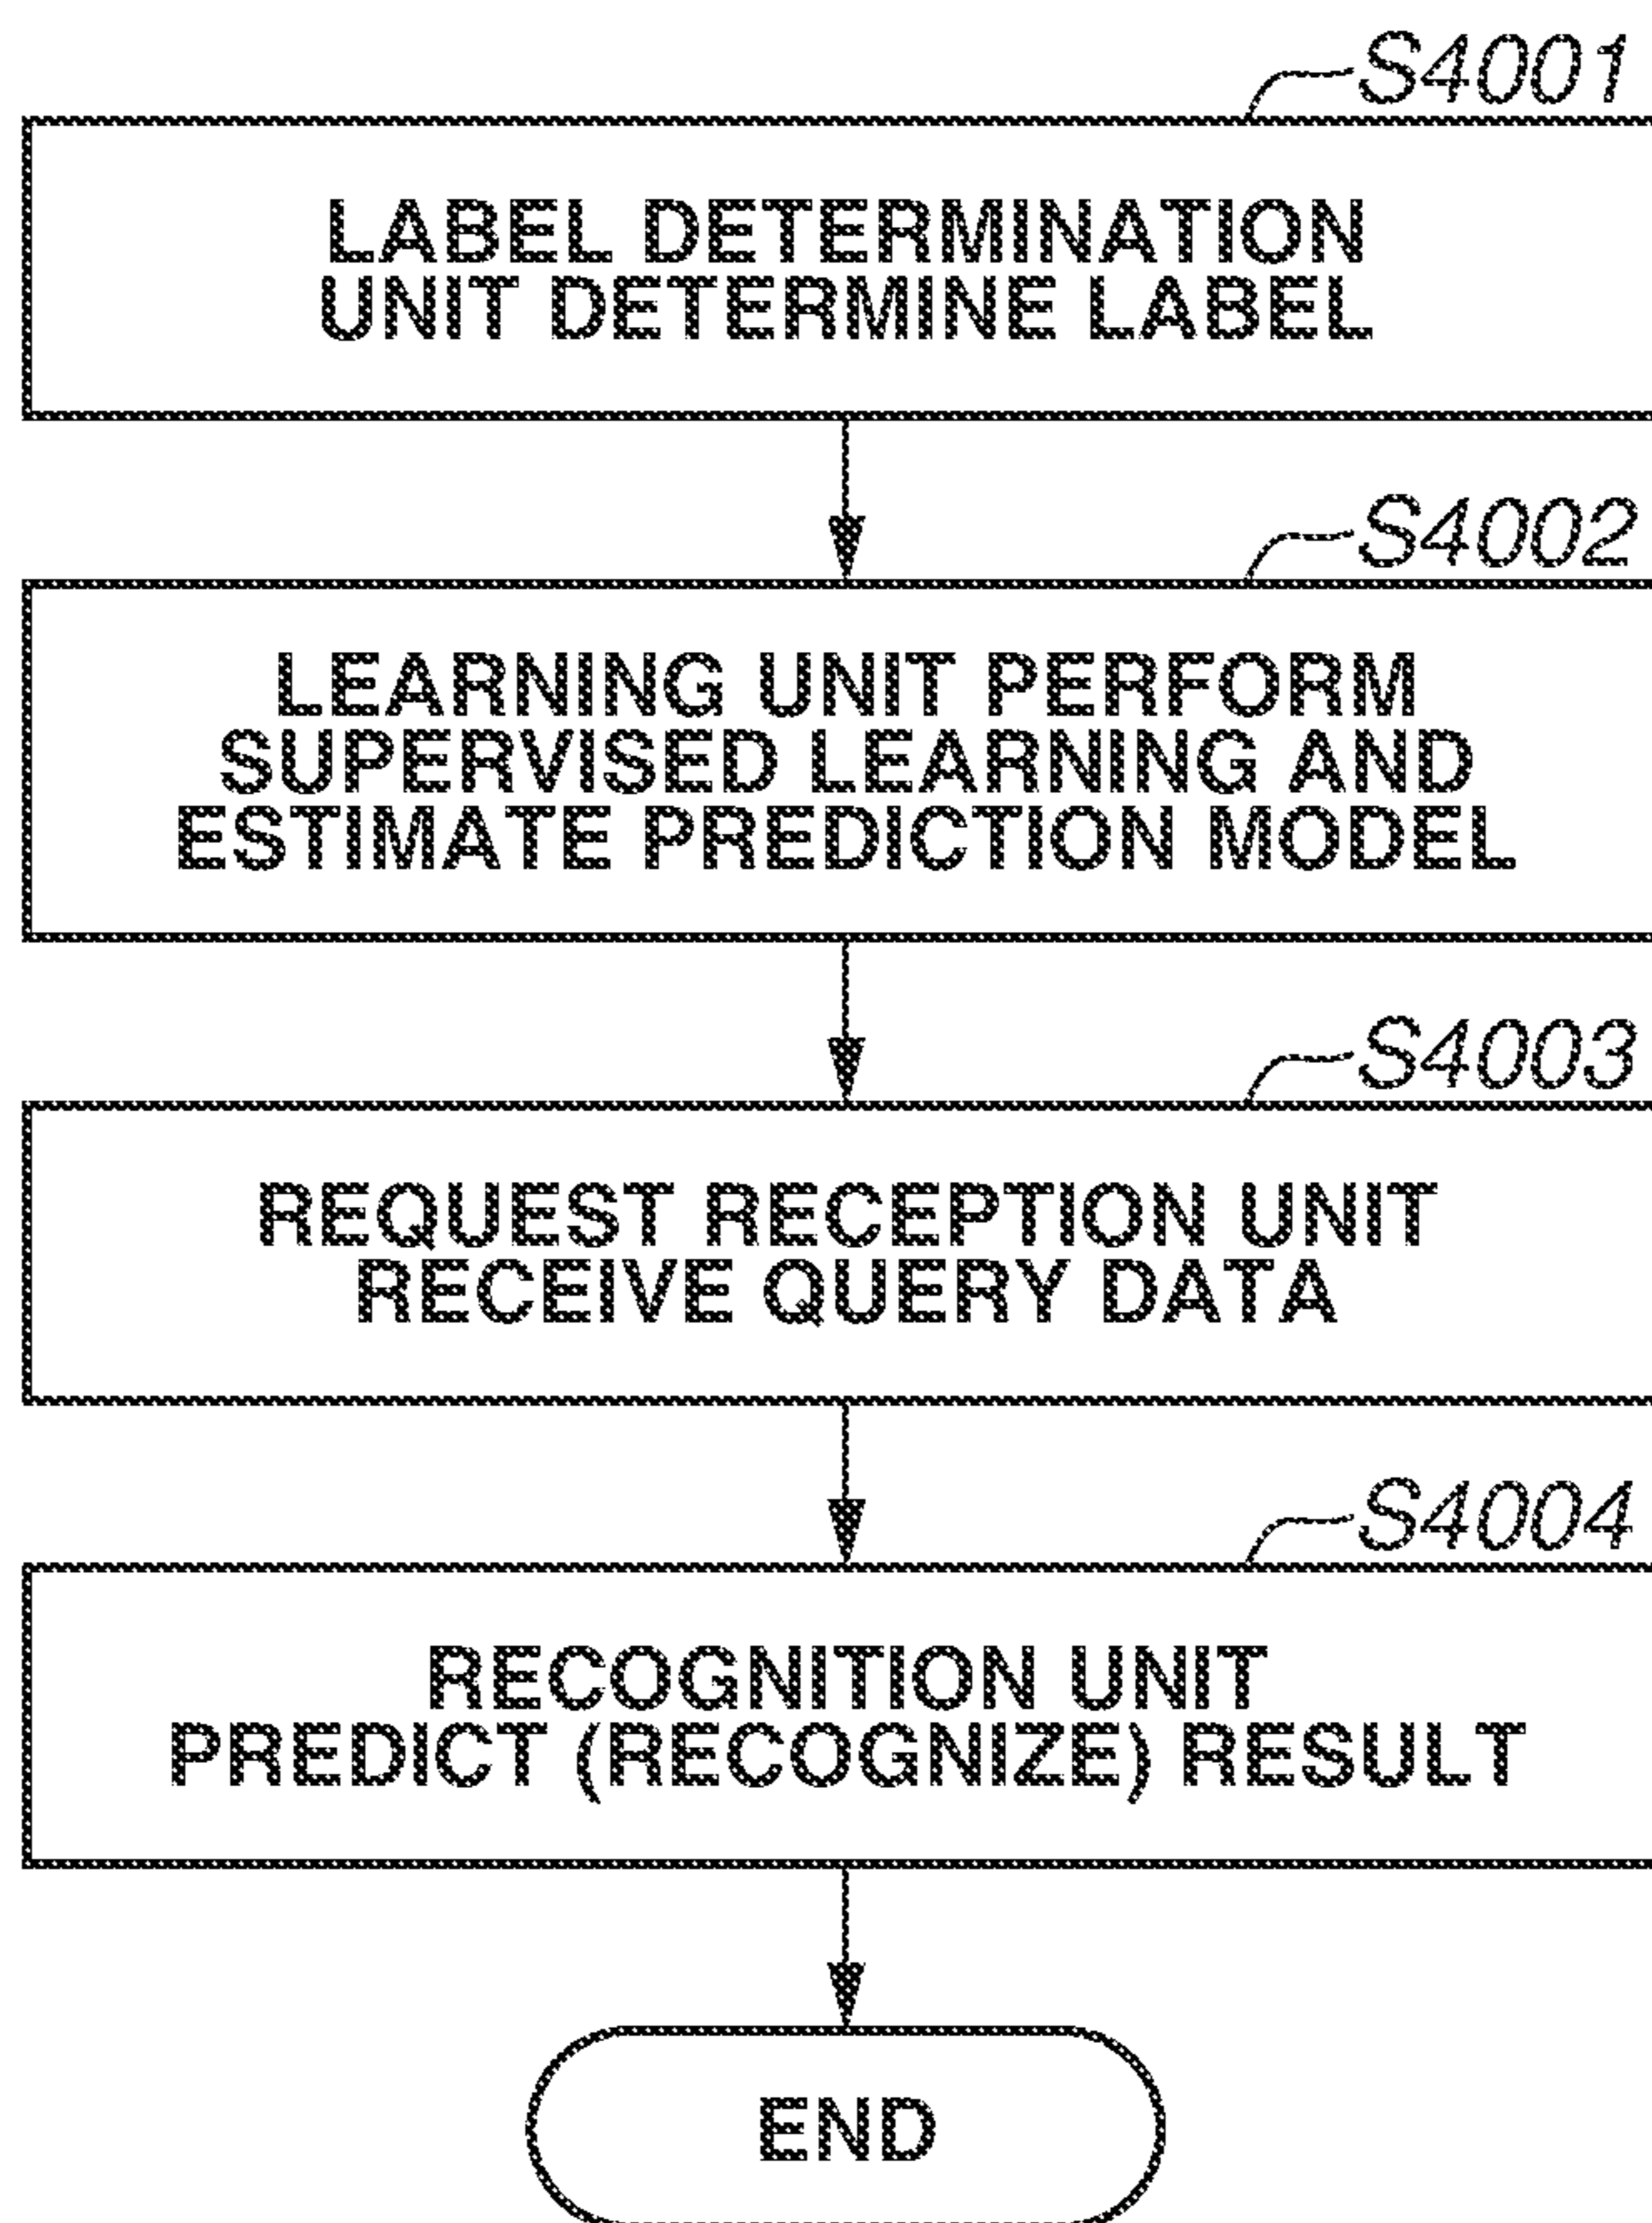 S4001
LABEL DETERMINATION
UNIT DETERMINE LABEL
S4002
LEARNING UNIT PERFORM
SUPERVISED LEARNING AND
ESTIMATE PREDICTION MODEL
S4003
REQUEST RECEPTION UNIT
RECEIVE QUERY DATA
S4004
RECOGNITION UNIT
PREDICT (RECOGNIZE) RESULT
END